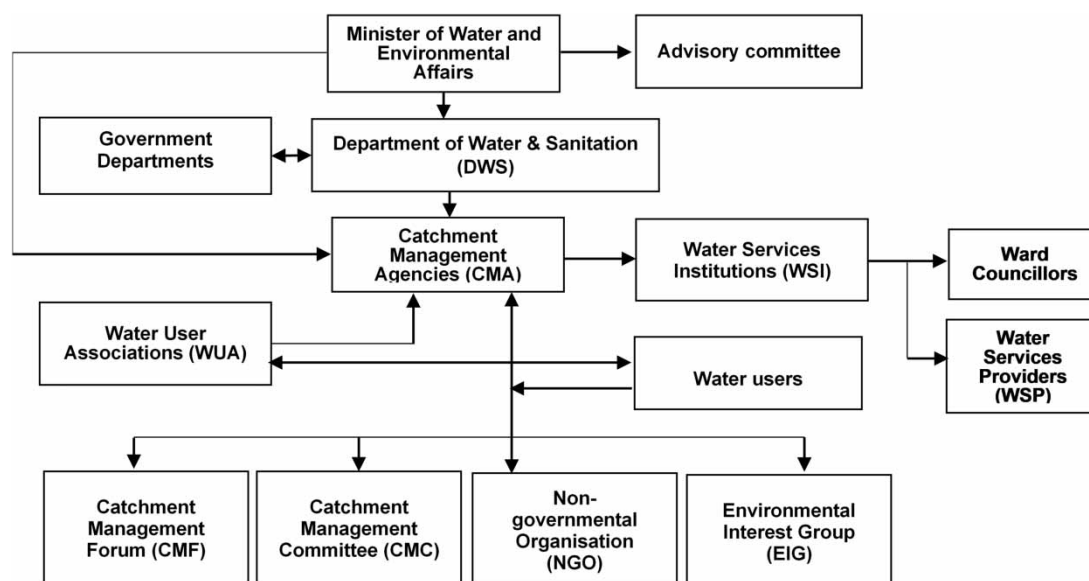 Minister of Water and
Environmental
Affairs
Advisory committee
Government
Departments
Department of Water & Sanitation
(DWS)
Catchment
Management
Agencies (CMA)
Water Services
Institutions (WSI)
Ward
Councillors
Water User
Associations (WUA)
Water users
Water
Services
Providers
(WSP)
Catchment
Management
Forum (CMF)
Catchment
Management
Committee (CMC)
Non-
governmental
Organisation
(NGO)
Environmental
Interest Group
(EIG)